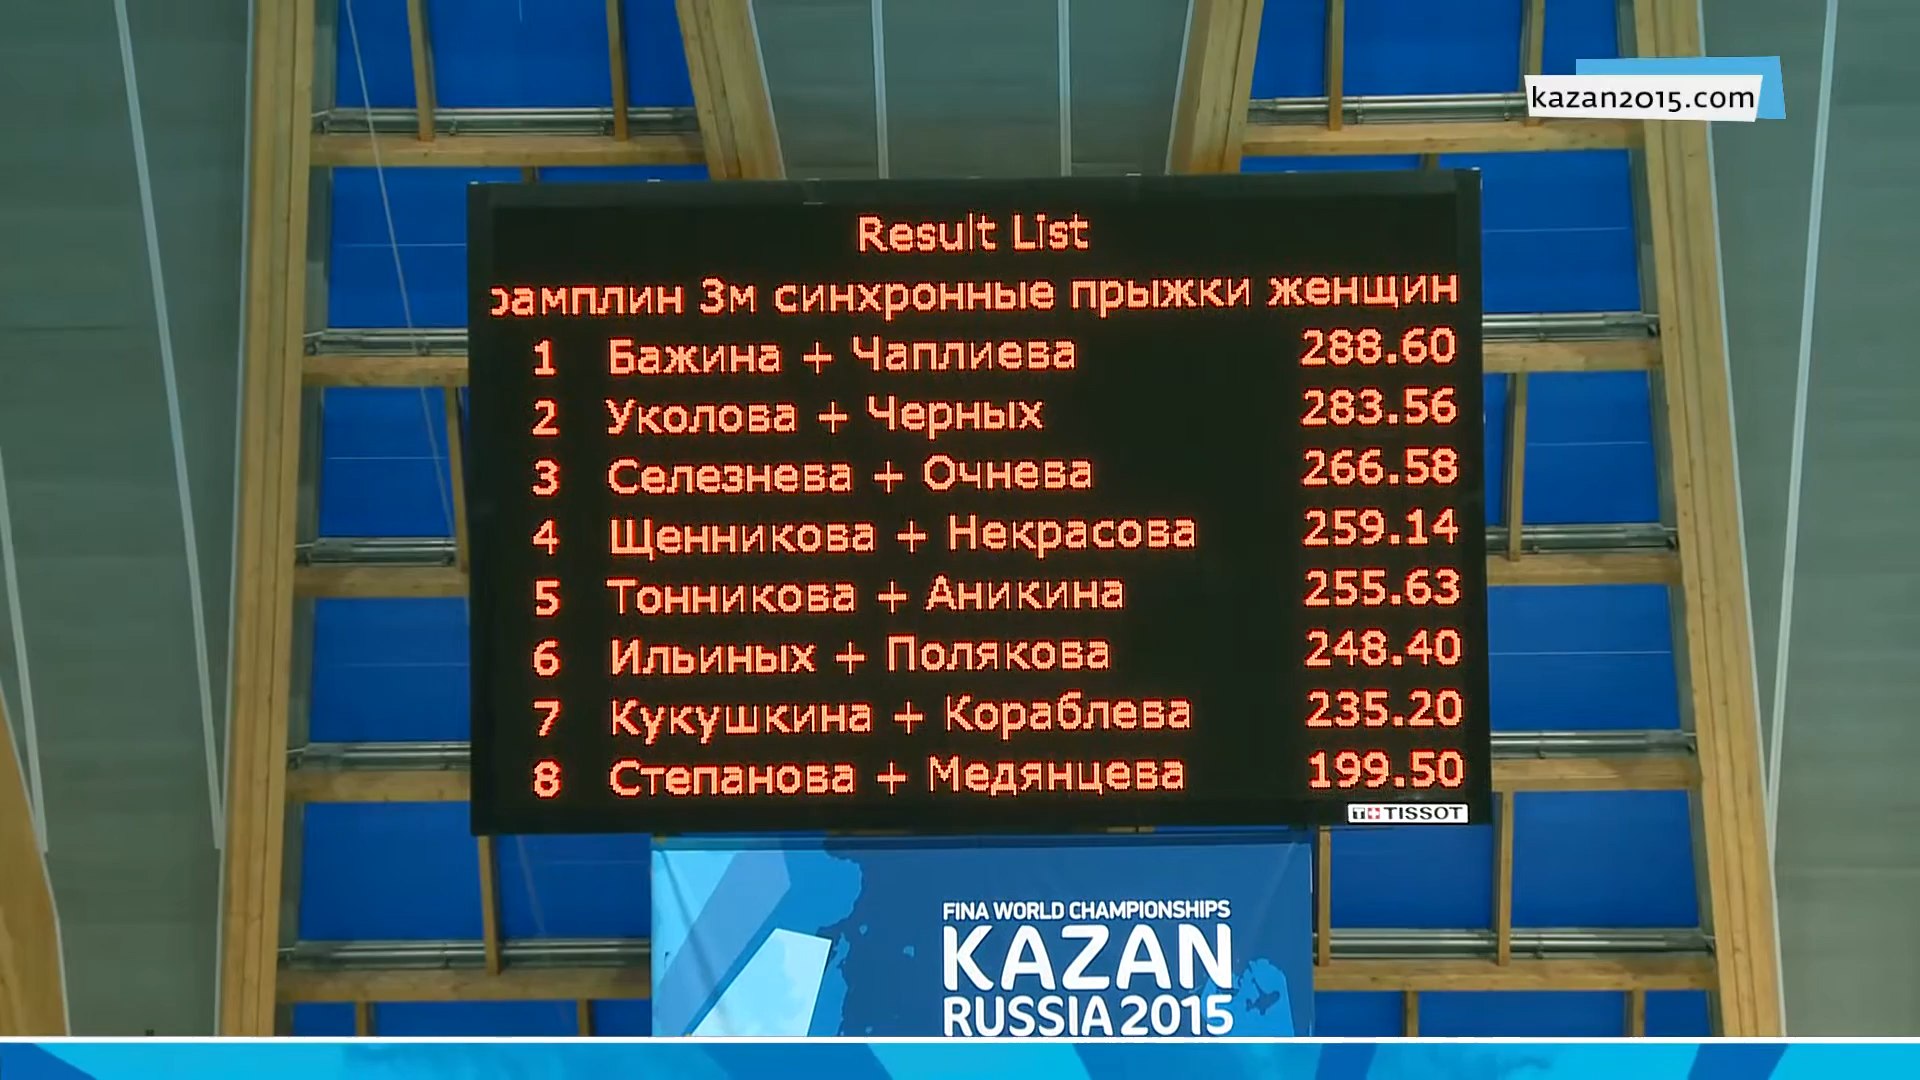 kazan2015.com
Result List
рамплин 3м синхронные прыжки женщин
1 Бажина + Чаплиева 288.60
2 Уколова + Черных 283.56
3 Селезнева + Очнева 266.58
4 Щенникова + Некрасова 259.14
5 Тонникова + Аникина 255.63
6 Ильиных + Полякова 248.40
7 Кукушкина + Кораблева 235.20
8 Степанова + Медянцева 199.50
T+TISSOT
FINA WORLD CHAMPIONSHIPS
KAZAN
RUSSIA 2015